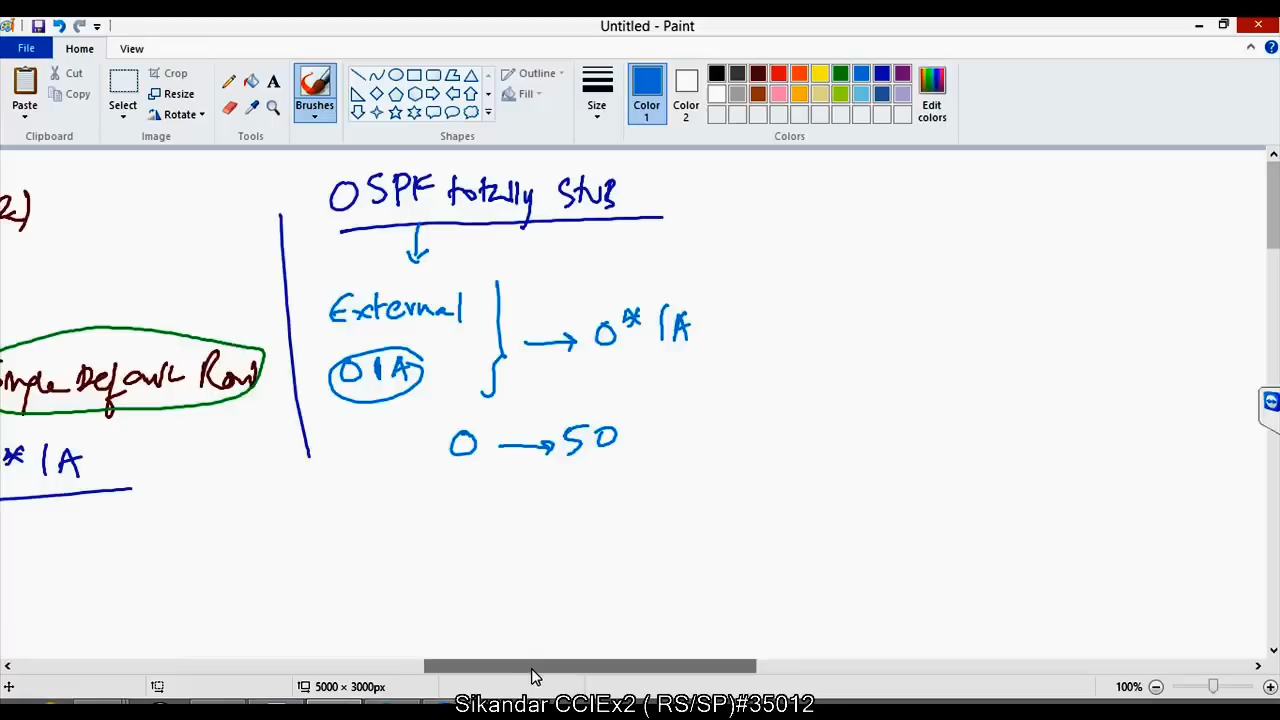 Untitled - Paint
File Home View
Paste
Cut
Copy
Clipboard
Select
Crop
Resize
Rotate
Image
A
Tools
Brushes
Outline
Fill
Shapes
Size
Color 1
Color 2
Edit colors
Colors
2)
OSPF totally stuB
External
O IA
→ O* IA
O → 50
Default
* IA
5000 × 3000px
100%
Sikandar CCIEx2 ( RS/SP)#35012